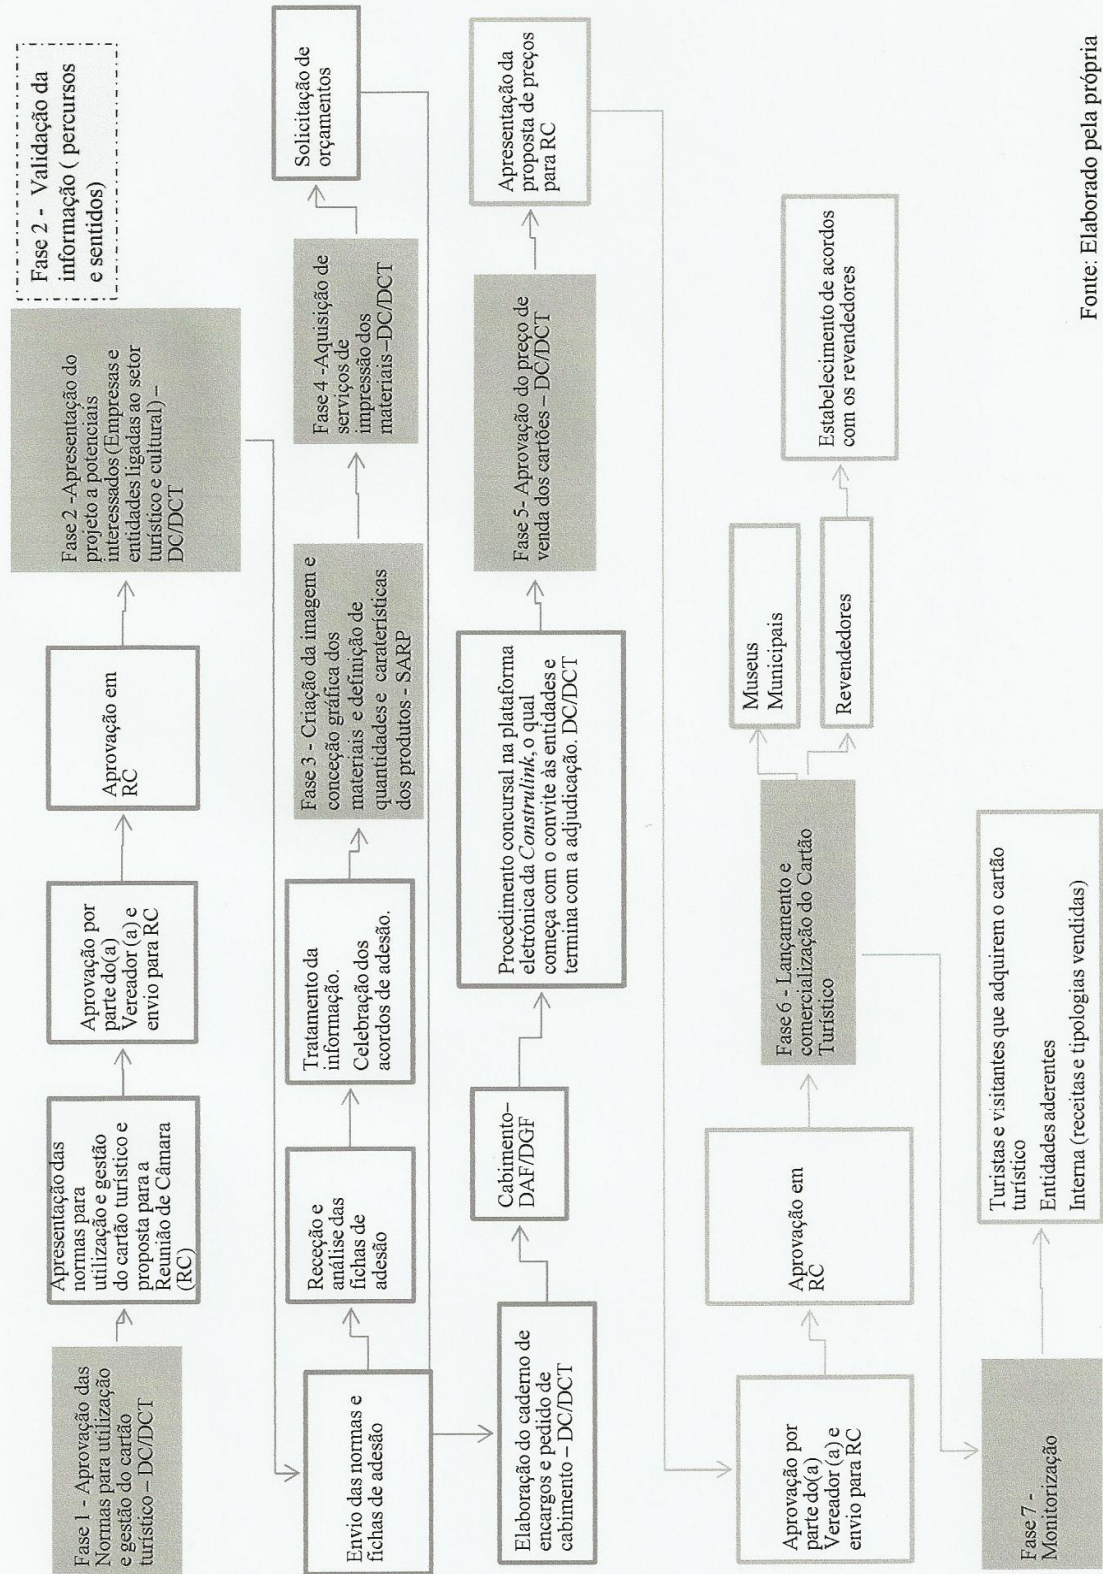 Fase 1 - Aprovação das
Normas para utilização
e gestão do cartão
turístico – DC/DCT
Apresentação das
normas para
utilização e gestão
do cartão turístico e
proposta para a
Reunião de Câmara
(RC)
Aprovação por
parte do(a)
Vereador (a) e
envio para RC
Aprovação em
RC
Fase 2 -Apresentação do
projeto a potenciais
interessados (Empresas e
entidades ligadas ao setor
turístico e cultural) –
DC/DCT
Fase 2 - Validação da
informação ( percursos
e sentidos)
Envio das normas e
fichas de adesão
Receção e
análise das
fichas de
adesão
Tratamento da
informação.
Celebração dos
acordos de adesão.
Fase 3 - Criação da imagem e
conceção gráfica dos
materiais e definição de
quantidades e caraterísticas
dos produtos - SARP
Fase 4 -Aquisição de
serviços de
impressão dos
materiais–DC/DCT
Solicitação de
orçamentos
Elaboração do caderno de
encargos e pedido de
cabimento – DC/DCT
Cabimento–
DAF/DGF
Procedimento concursal na plataforma
eletrónica da Construlink, o qual
começa com o convite às entidades e
termina com a adjudicação. DC/DCT
Fase 5- Aprovação do preço de
venda dos cartões – DC/DCT
Apresentação da
proposta de preços
para RC
Aprovação por
parte do(a)
Vereador (a) e
envio para RC
Aprovação em
RC
Fase 6 - Lançamento e
comercialização do Cartão
Turístico
Museus
Municipais
Revendedores
Estabelecimento de acordos
com os revendedores
Fase 7 -
Monitorização
Turistas e visitantes que adquirem o cartão
turístico
Entidades aderentes
Interna (receitas e tipologias vendidas)
Fonte: Elaborado pela própria